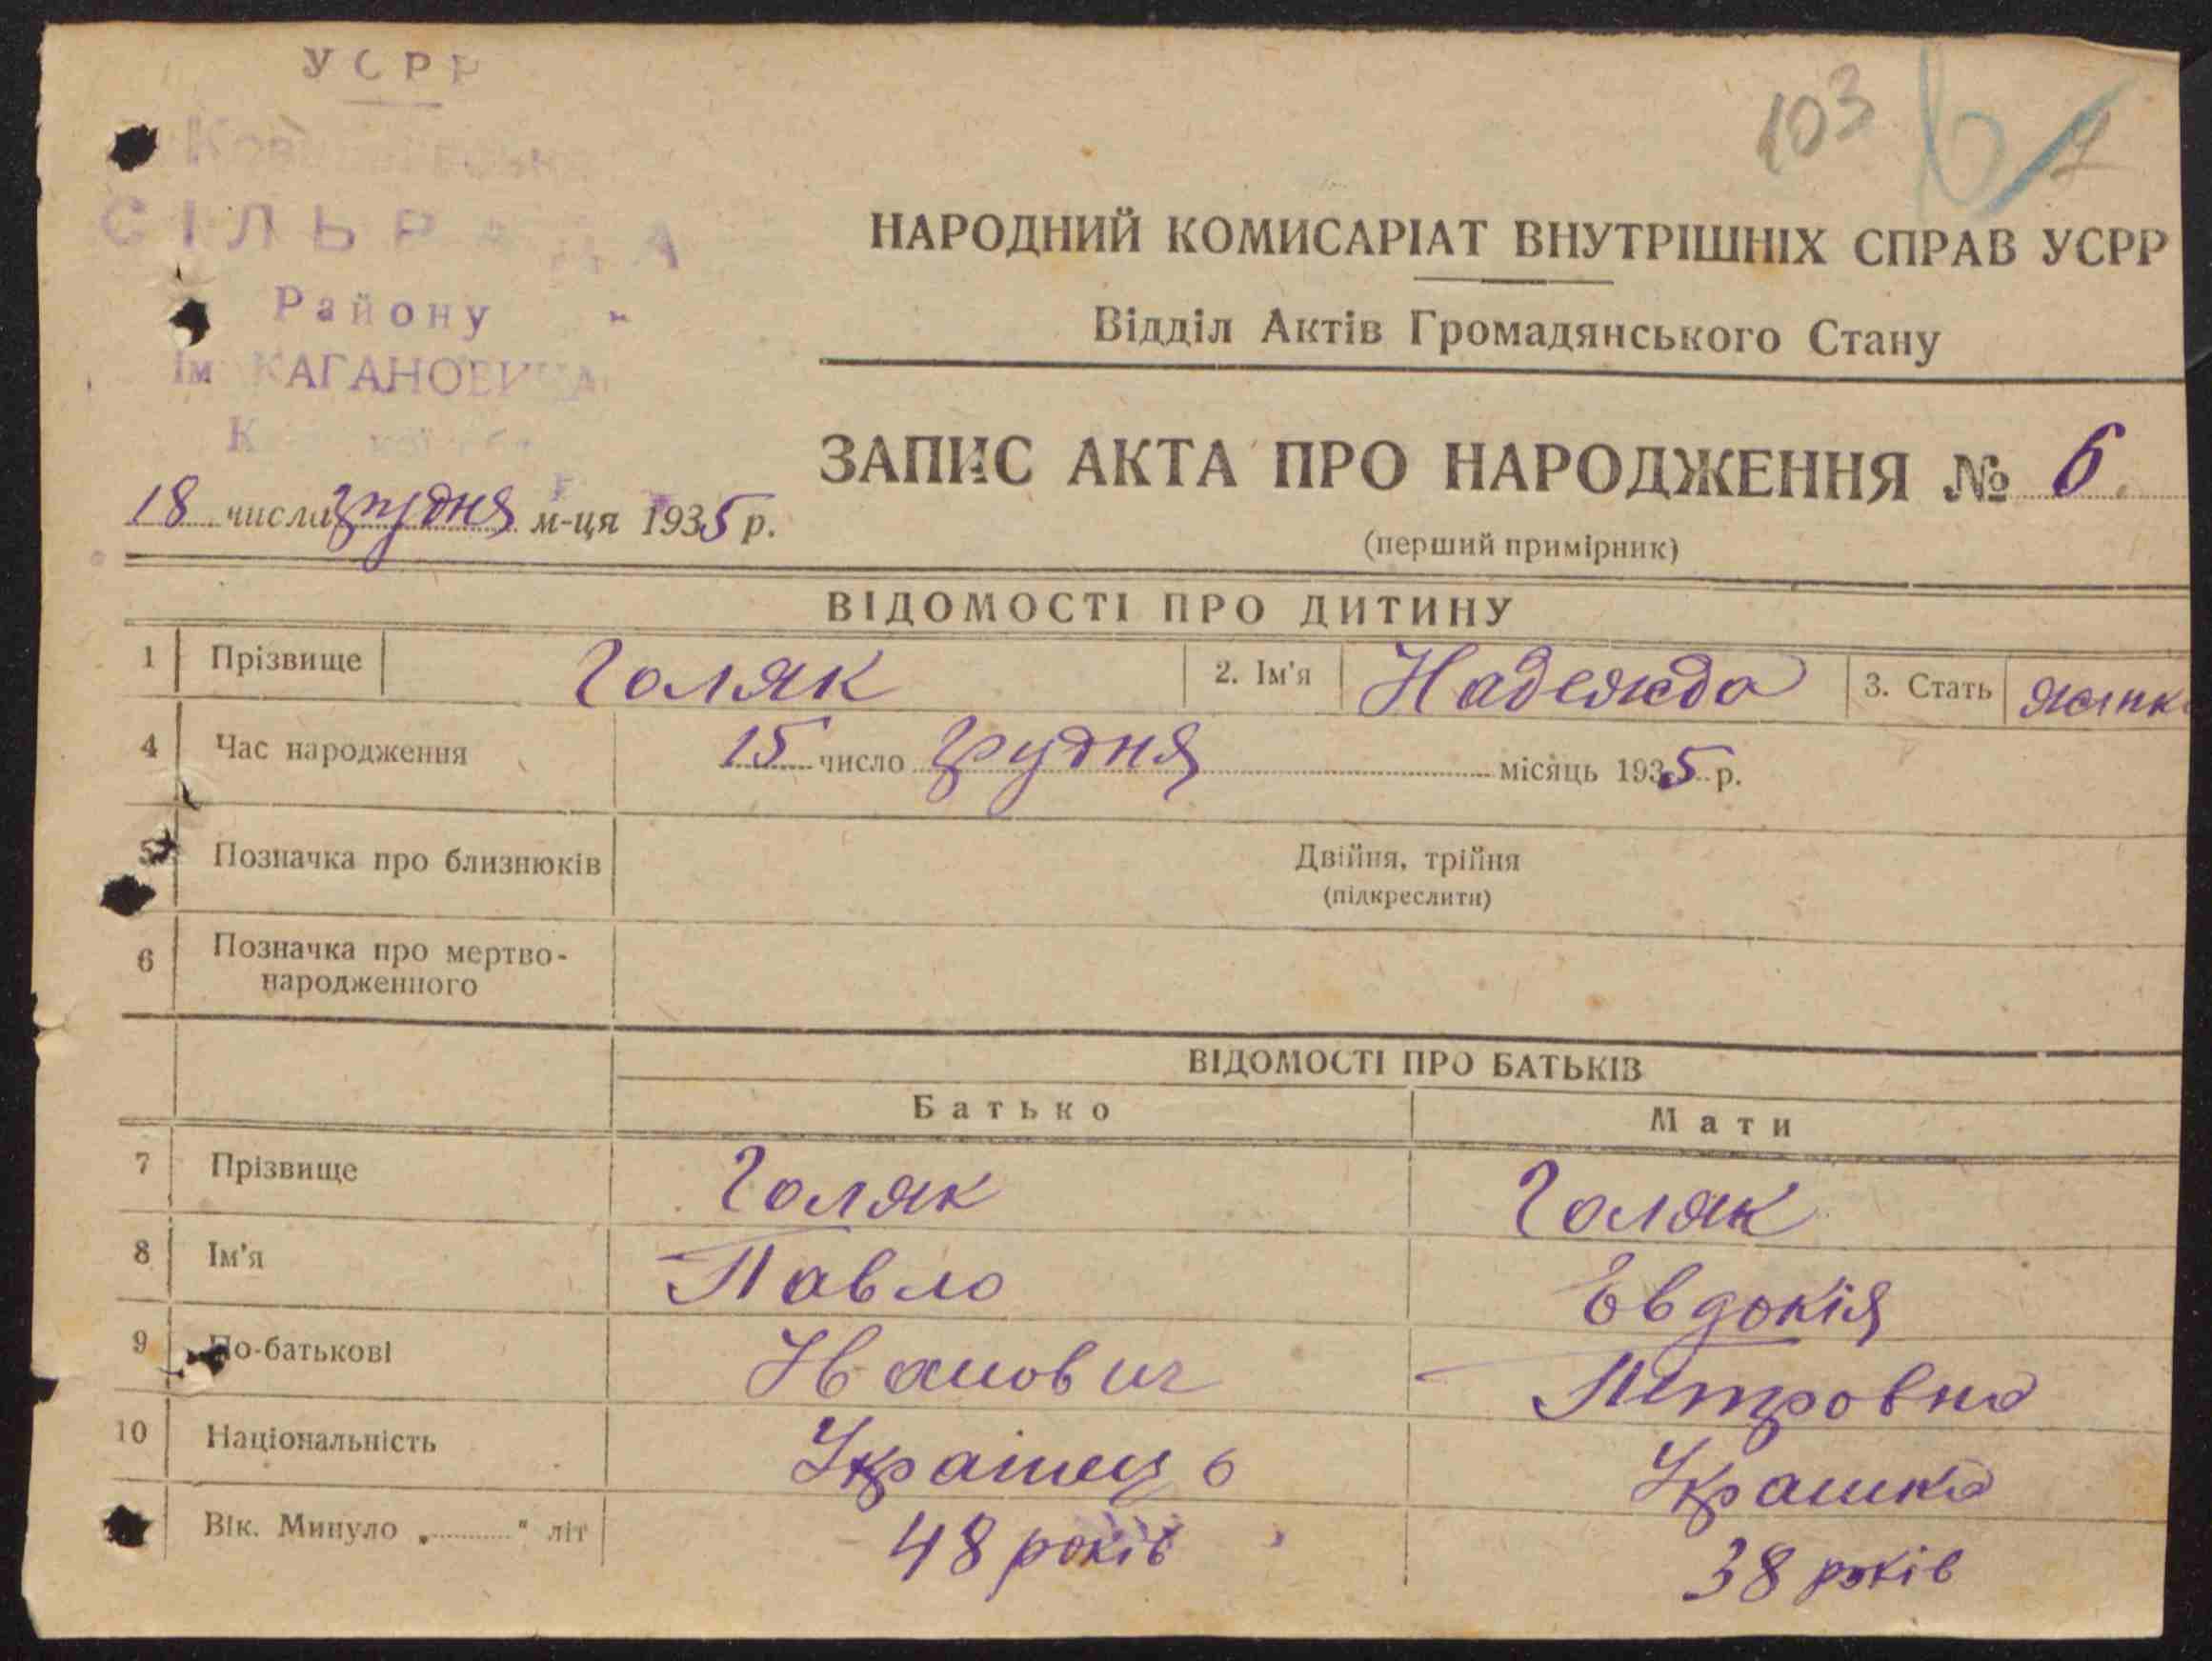 УСРР
СІЛЬРАДА
Району
Ім КАГАНОВИЧА
18 числа грудня м-ця 1935 р.
103
НАРОДНИЙ КОМИСАРІАТ ВНУТРІШНІХ СПРАВ УСРР
Відділ Актів Громадянського Стану
ЗАПИС АКТА ПРО НАРОДЖЕННЯ № 6
(перший примірник)
ВІДОМОСТІ ПРО ДИТИНУ
1 Прізвище Голяк 2. Ім'я Надежда 3. Стать
4 Час народження 15 число грудня місяць 1935 р.
5 Позначка про близнюків Двійня, трійня
(підкреслити)
6 Позначка про мертво-
народженного
ВІДОМОСТІ ПРО БАТЬКІВ
Батько Мати
7 Прізвище Голяк Голяк
8 Ім'я Павло Евдокія
9 По-батькові Иванович Петровна
10 Національність Украінець Украінка
Вік. Минуло „ " літ 48 років 38 років